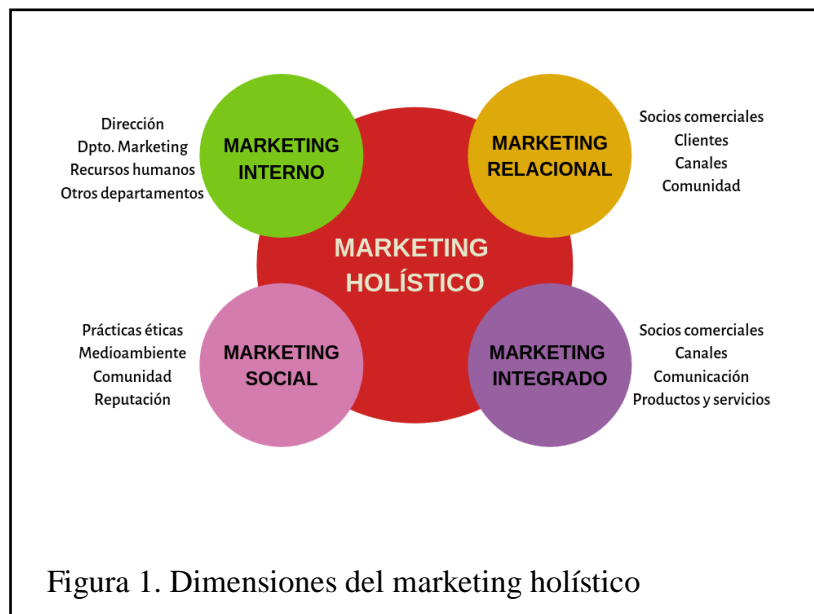 Dirección
Dpto. Marketing
Recursos humanos
Otros departamentos
MARKETING
INTERNO
MARKETING
RELACIONAL
Socios comerciales
Clientes
Canales
Comunidad
MARKETING
HOLÍSTICO
Prácticas éticas
Medioambiente
Comunidad
Reputación
MARKETING
SOCIAL
MARKETING
INTEGRADO
Socios comerciales
Canales
Comunicación
Productos y servicios
Figura 1. Dimensiones del marketing holístico